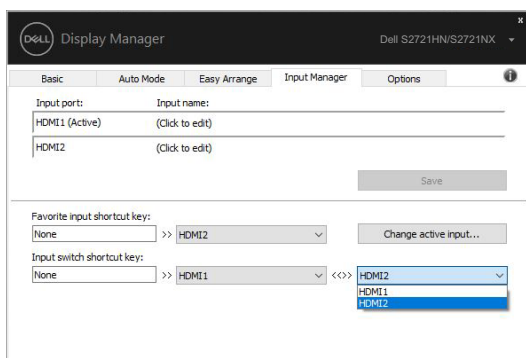 x
DELL Display Manager Dell S2721HN/S2721NX
Basic Auto Mode Easy Arrange Input Manager Options
Input port: Input name:
HDMI1 (Active) (Click to edit)
HDMI2 (Click to edit)
Save
Favorite input shortcut key:
None >> HDMI2 Change active input...
Input switch shortcut key:
None >> HDMI1 <<>> HDMI2
HDMI1
HDMI2